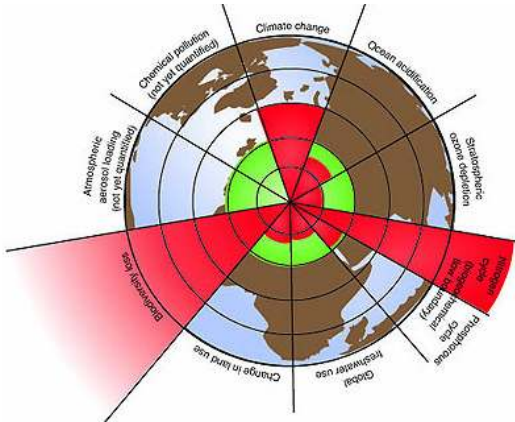 Climate change
Ocean acidification
Stratospheric
ozone depletion
Nitrogen
cycle
(biogeochemical
flow boundary)
Phosphorous
cycle
Global
freshwater use
Change in land use
Biodiversity loss
Atmospheric
aerosol loading
(not yet quantified)
Chemical pollution
(not yet quantified)